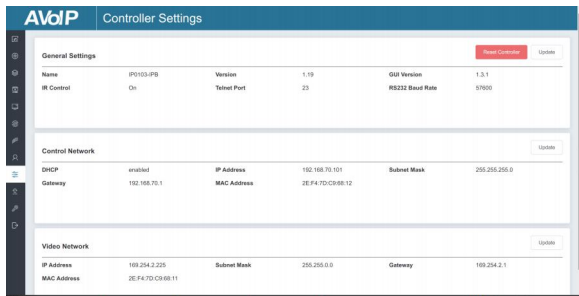 AVoIP Controller Settings
General Settings Reset Controller Update
Name IP0103-IPB Version 1.19 GUI Version 1.3.1
IR Control On Telnet Port 23 RS232 Baud Rate 57600
Control Network Update
DHCP enabled IP Address 192.168.70.101 Subnet Mask 255.255.255.0
Gateway 192.168.70.1 MAC Address 2E:F4:7D:C9:68:12
Video Network Update
IP Address 169.254.2.225 Subnet Mask 255.255.0.0 Gateway 169.254.2.1
MAC Address 2E:F4:7D:C9:68:11